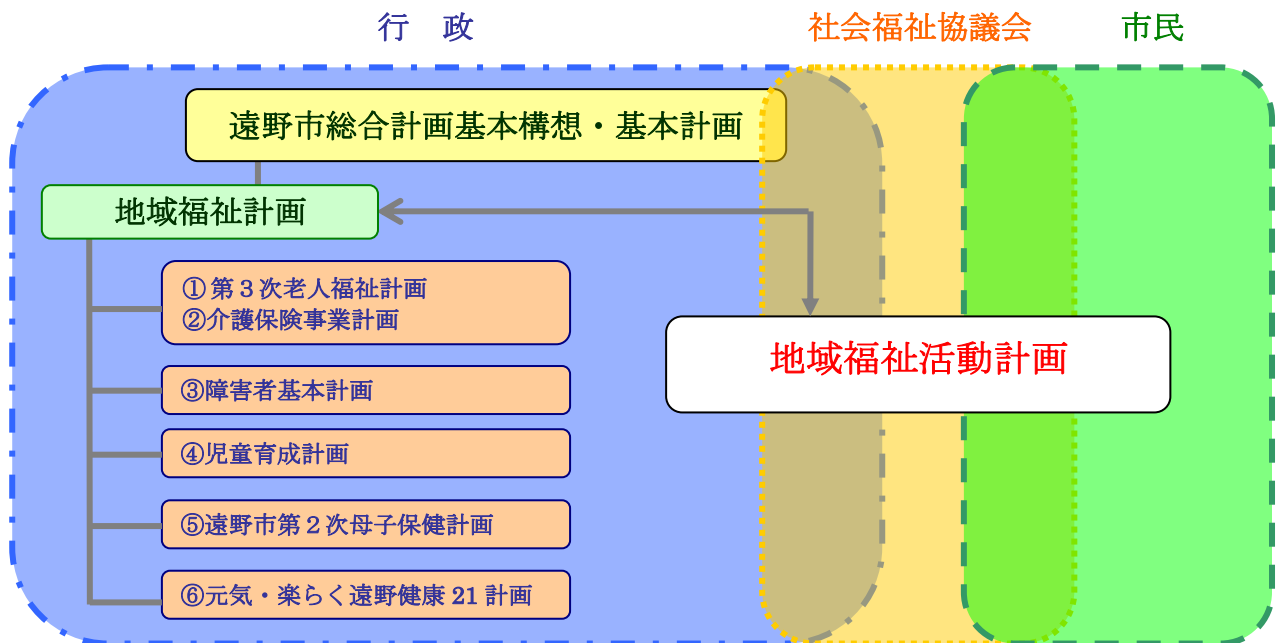 行　政
社会福祉協議会
市民
遠野市総合計画基本構想・基本計画
地域福祉計画
①第３次老人福祉計画
②介護保険事業計画
地域福祉活動計画
③障害者基本計画
④児童育成計画
⑤遠野市第２次母子保健計画
⑥元気・楽らく遠野健康 21 計画